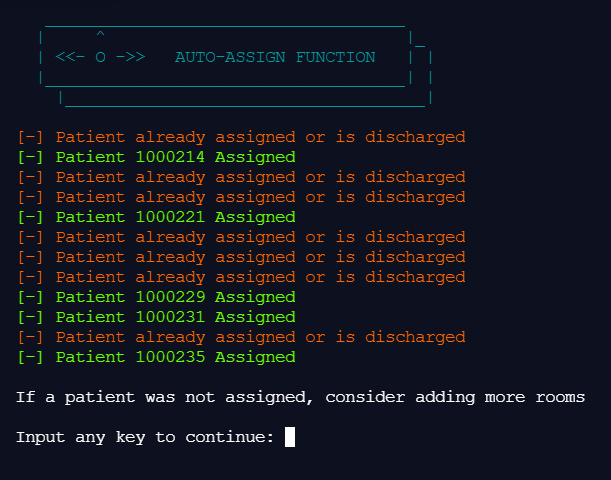 <<- O ->> AUTO-ASSIGN FUNCTION
[-] Patient already assigned or is discharged
[-] Patient 1000214 Assigned
[-] Patient already assigned or is discharged
[-] Patient already assigned or is discharged
[-] Patient 1000221 Assigned
[-] Patient already assigned or is discharged
[-] Patient already assigned or is discharged
[-] Patient already assigned or is discharged
[-] Patient 1000229 Assigned
[-] Patient 1000231 Assigned
[-] Patient already assigned or is discharged
[-] Patient 1000235 Assigned
If a patient was not assigned, consider adding more rooms
Input any key to continue: